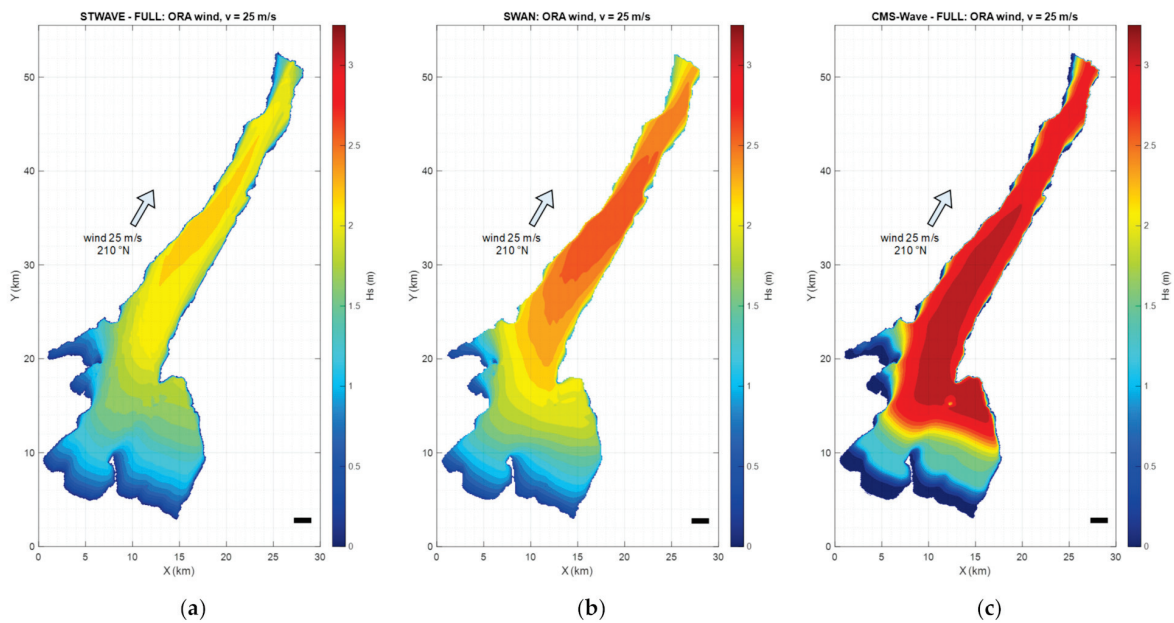 STWAVE - FULL: ORA wind, v = 25 m/s
50
40
30
20
10
0
Y (km)
0 5 10 15 20 25 30
X (km)
wind 25 m/s
210 °N
3
2.5
2
1.5
1
0.5
0
Hs (m)
(a)
SWAN: ORA wind, v = 25 m/s
50
40
30
20
10
0
Y (km)
0 5 10 15 20 25 30
X (km)
wind 25 m/s
210 °N
3
2.5
2
1.5
1
0.5
0
Hs (m)
(b)
CMS-Wave - FULL: ORA wind, v = 25 m/s
50
40
30
20
10
0
Y (km)
0 5 10 15 20 25 30
X (km)
wind 25 m/s
210 °N
3
2.5
2
1.5
1
0.5
0
Hs (m)
(c)